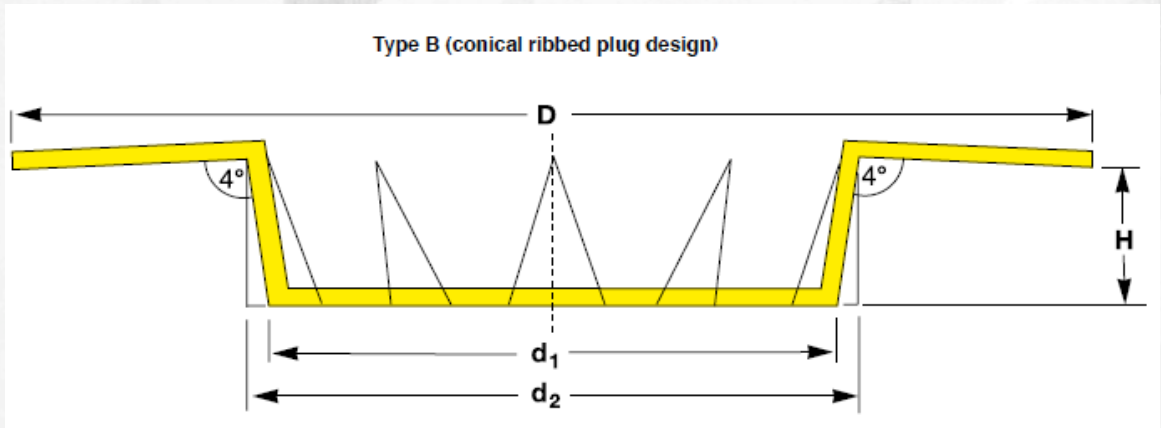 Type B (conical ribbed plug design)
D
4° 4°
H
d₁
d₂